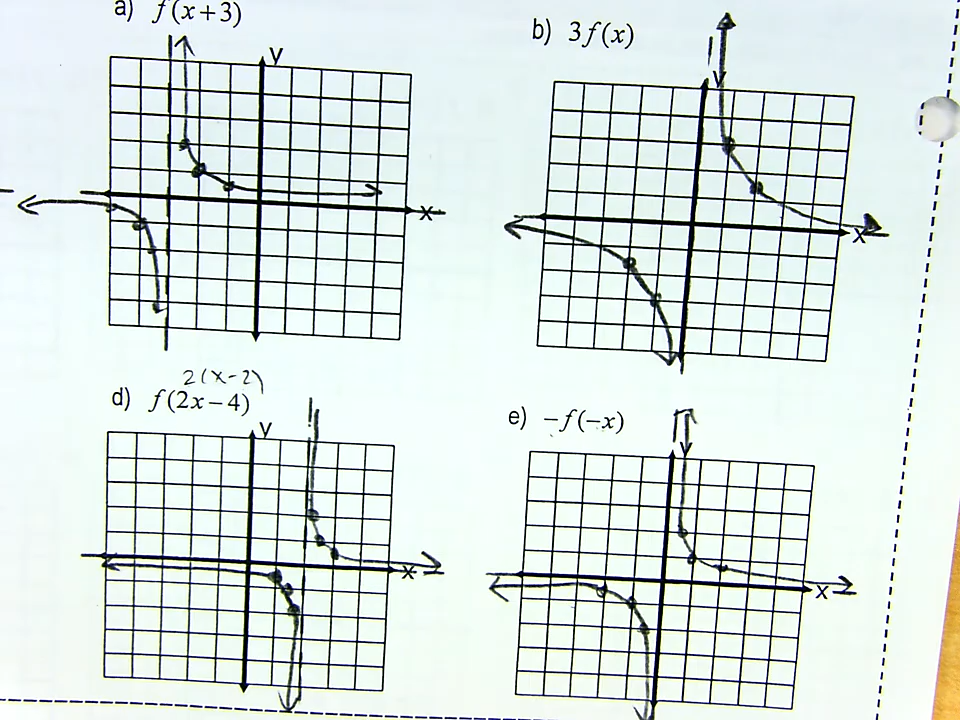 a) f(x+3)
b) 3f(x)
y
y
x
x
2(x-2)
d) f(2x-4)
e) -f(-x)
y
x
x